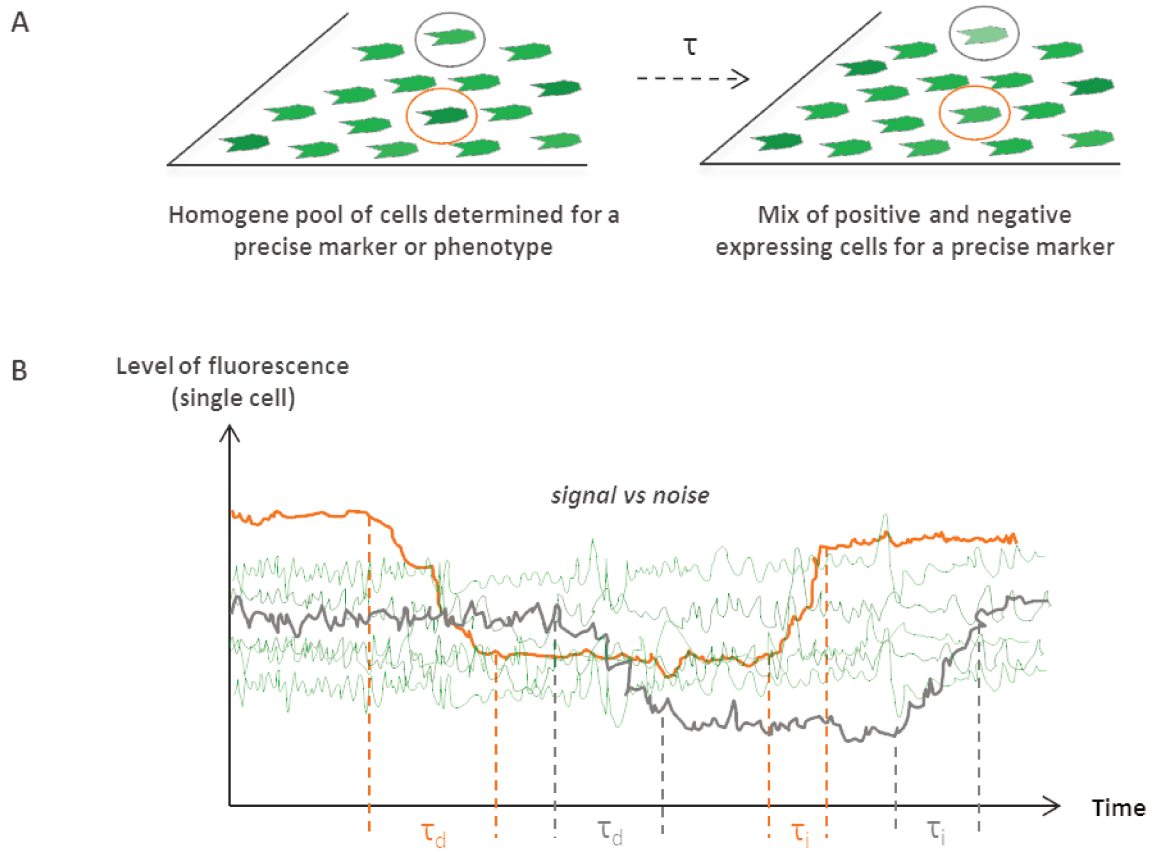 A
τ
Homogene pool of cells determined for a
precise marker or phenotype
Mix of positive and negative
expressing cells for a precise marker
B
Level of fluorescence
(single cell)
signal vs noise
Time
τd
τd
τi
τi